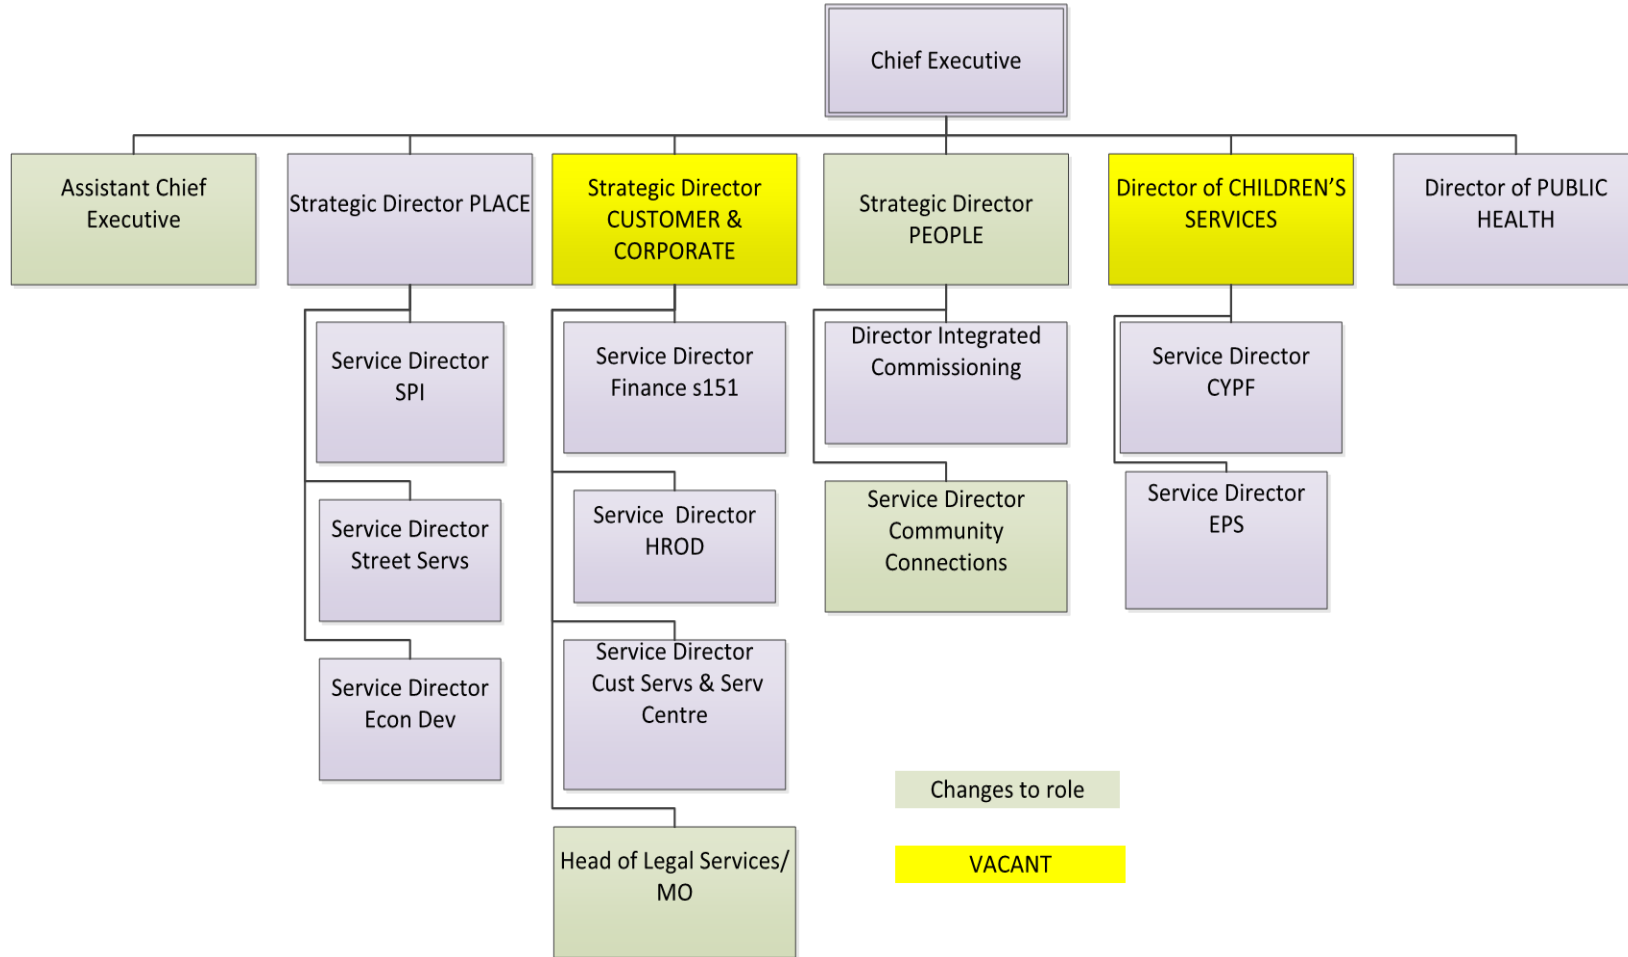 Chief Executive
Assistant Chief
Executive
Strategic Director PLACE
Strategic Director
CUSTOMER &
CORPORATE
Strategic Director
PEOPLE
Director of CHILDREN’S
SERVICES
Director of PUBLIC
HEALTH
Service Director
SPI
Service Director
Finance s151
Director Integrated
Commissioning
Service Director
CYPF
Service Director
Street Servs
Service  Director
HROD
Service Director
Community
Connections
Service Director
EPS
Service Director
Econ Dev
Service Director
Cust Servs & Serv
Centre
Head of Legal Services/
MO
Changes to role
VACANT